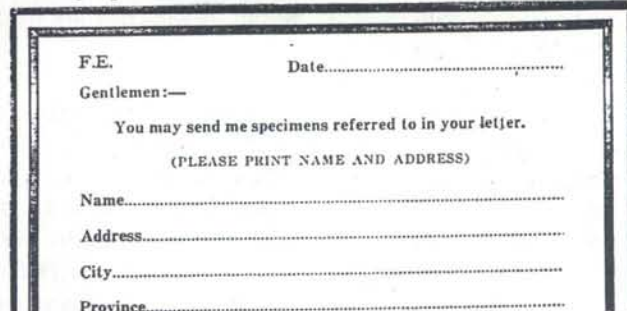 F.E. Date
Gentlemen:—
You may send me specimens referred to in your letter.
(PLEASE PRINT NAME AND ADDRESS)
Name
Address
City
Province